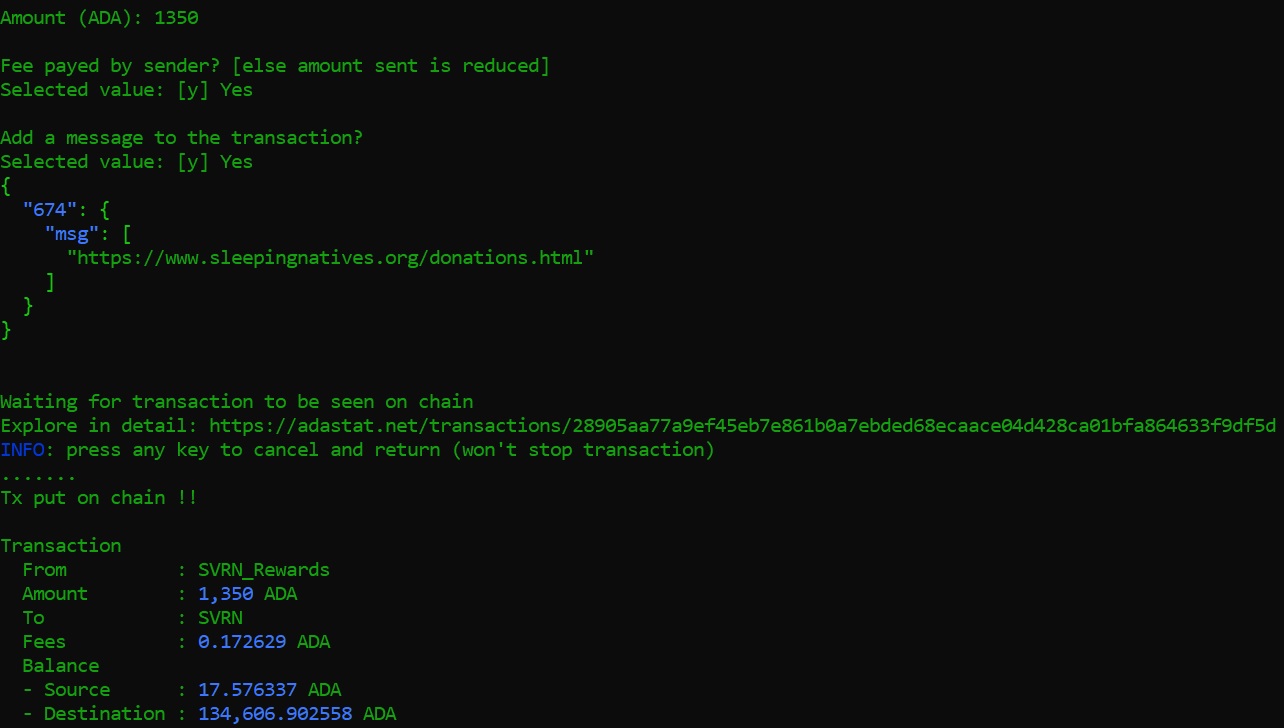 Amount (ADA): 1350
Fee payed by sender? [else amount sent is reduced]
Selected value: [y] Yes
Add a message to the transaction?
Selected value: [y] Yes
{
"674": {
"msg": [
"https://www.sleepingnatives.org/donations.html"
]
}
}
Waiting for transaction to be seen on chain
Explore in detail: https://adastat.net/transactions/28905aa77a9ef45eb7e861b0a7ebded68ecaace04d428ca01bfa864633f9df5d
INFO: press any key to cancel and return (won't stop transaction)
.......
Tx put on chain !!
Transaction
From : SVRN_Rewards
Amount : 1,350 ADA
To : SVRN
Fees : 0.172629 ADA
Balance
- Source : 17.576337 ADA
- Destination : 134,606.902558 ADA